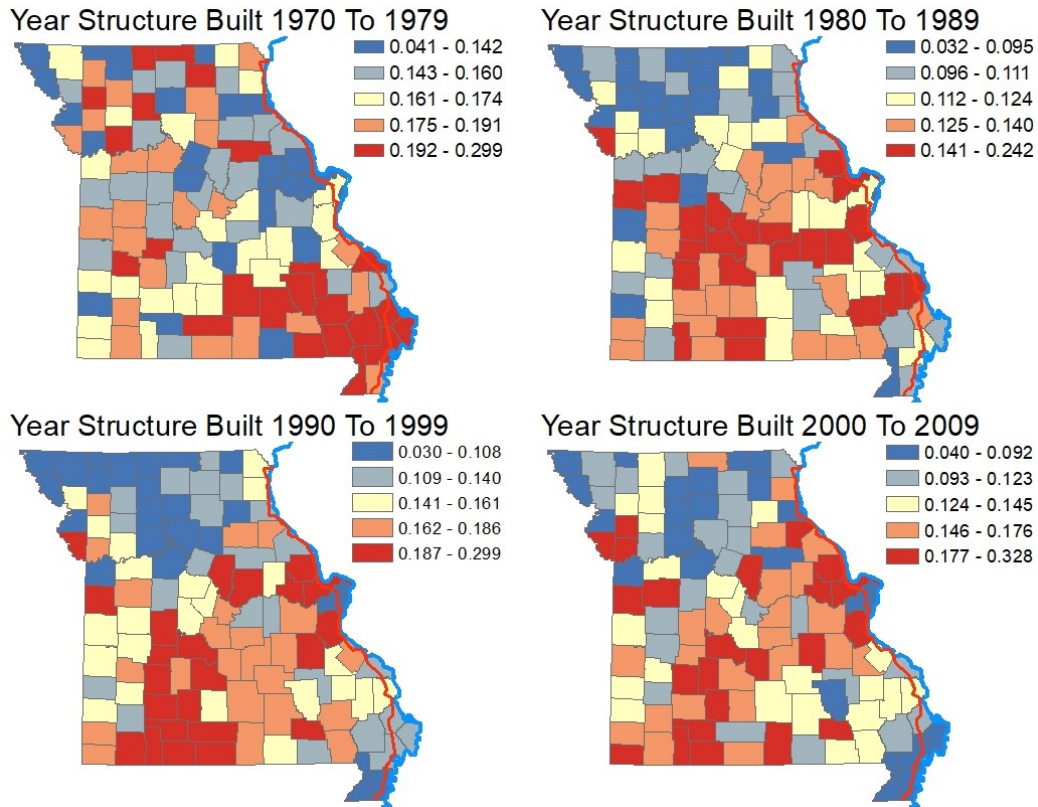 Year Structure Built 1970 To 1979
0.041 - 0.142
0.143 - 0.160
0.161 - 0.174
0.175 - 0.191
0.192 - 0.299
Year Structure Built 1980 To 1989
0.032 - 0.095
0.096 - 0.111
0.112 - 0.124
0.125 - 0.140
0.141 - 0.242
Year Structure Built 1990 To 1999
0.030 - 0.108
0.109 - 0.140
0.141 - 0.161
0.162 - 0.186
0.187 - 0.299
Year Structure Built 2000 To 2009
0.040 - 0.092
0.093 - 0.123
0.124 - 0.145
0.146 - 0.176
0.177 - 0.328